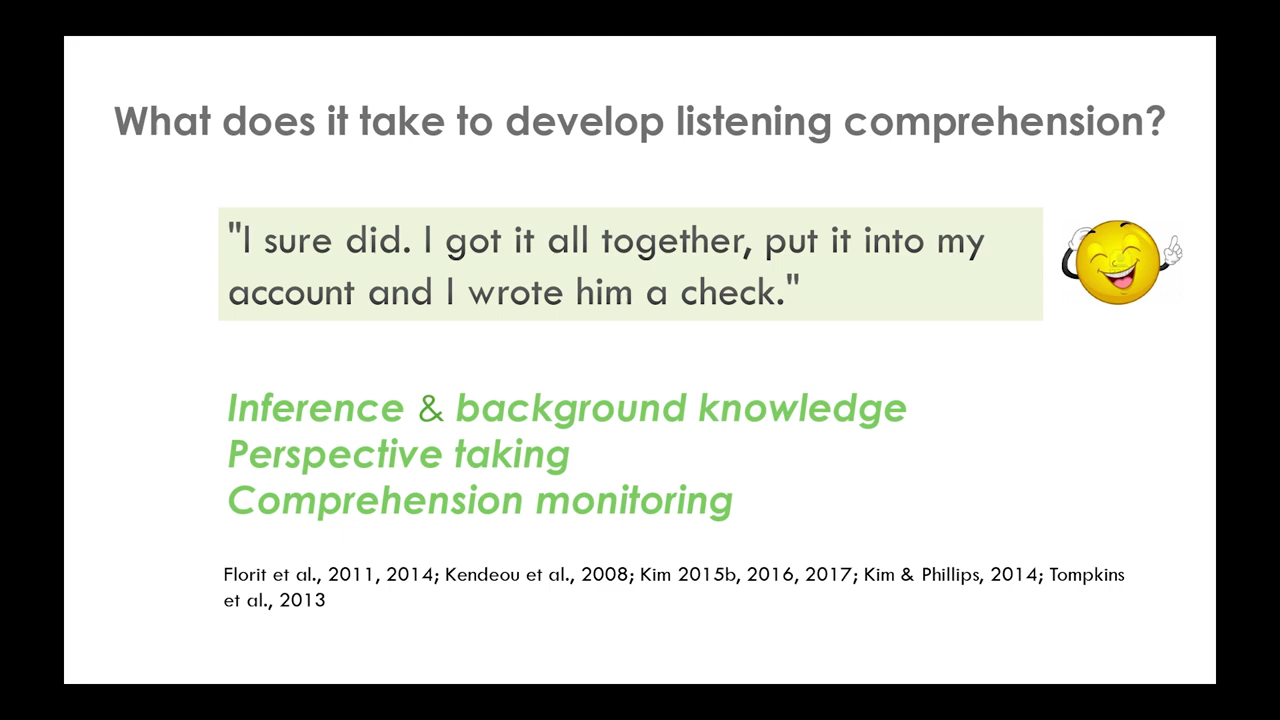 What does it take to develop listening comprehension?
"I sure did. I got it all together, put it into my
account and I wrote him a check."
Inference & background knowledge
Perspective taking
Comprehension monitoring
Florit et al., 2011, 2014; Kendeou et al., 2008; Kim 2015b, 2016, 2017; Kim & Phillips, 2014; Tompkins
et al., 2013